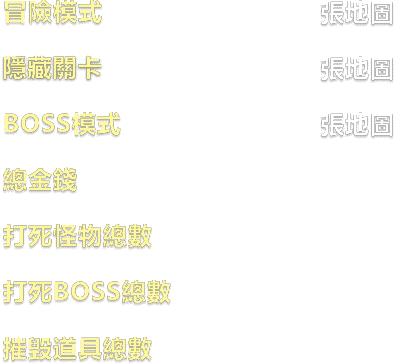 冒險模式 張地圖
隱藏關卡 張地圖
BOSS模式 張地圖
總金錢
打死怪物總數
打死BOSS總數
摧毀道具總數